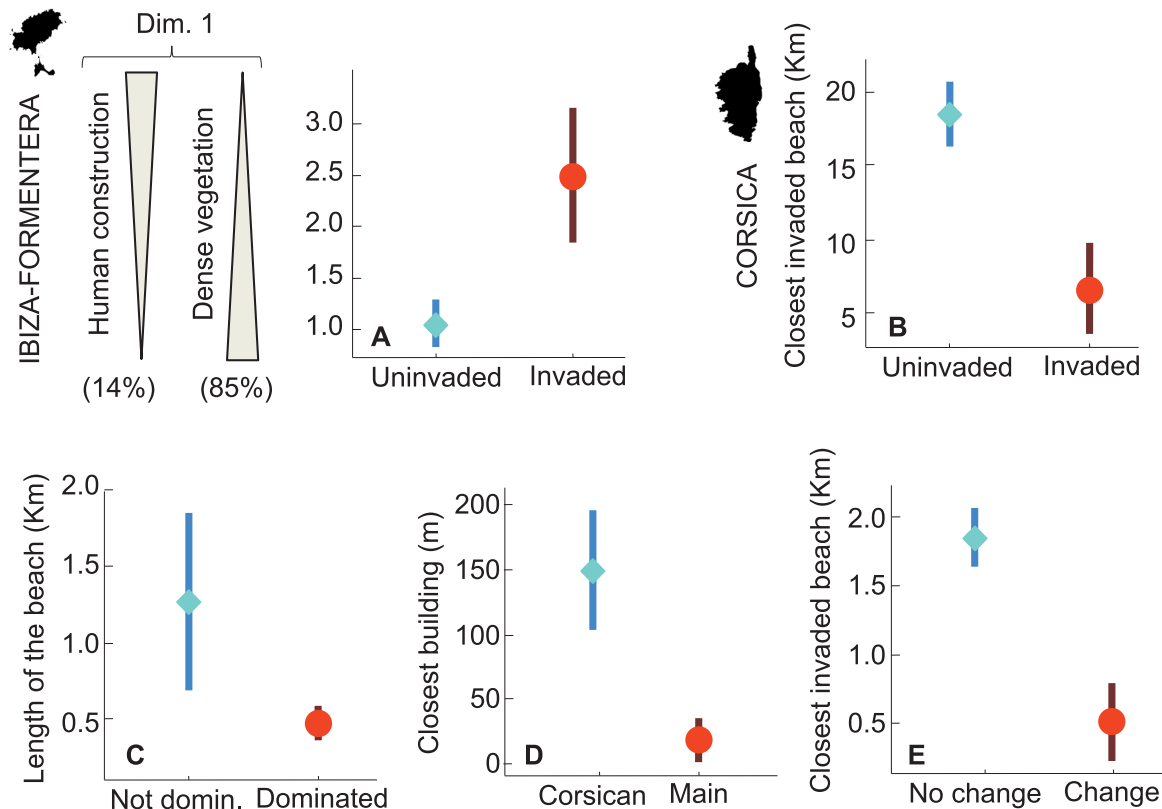 Dim. 1
IBIZA-FORMENTERA
Human construction
Dense vegetation
(14%)
(85%)
3.0
2.5
2.0
1.5
1.0
A
Uninvaded
Invaded
CORSICA
Closest invaded beach (Km)
20
15
10
5
B
Uninvaded
Invaded
Length of the beach (Km)
2.0
1.5
1.0
0.5
C
Not domin.
Dominated
Closest building (m)
200
150
100
50
0
D
Corsican
Main
Closest invaded beach (Km)
2.0
1.5
1.0
0.5
E
No change
Change